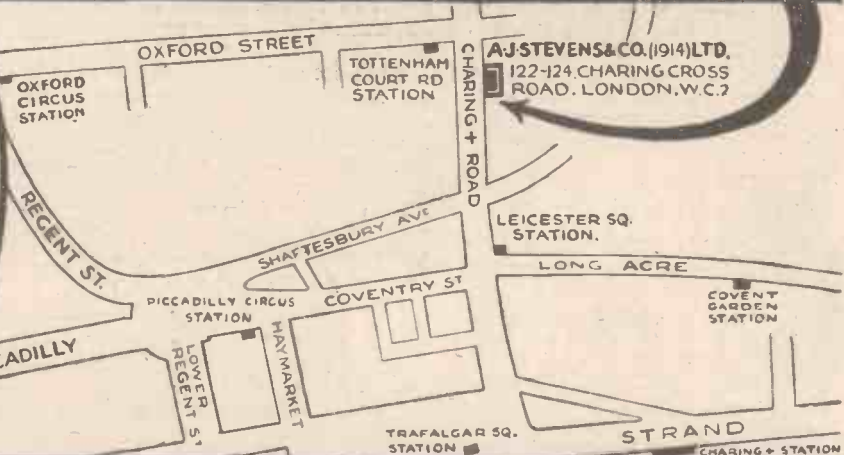 OXFORD STREET
OXFORD
CIRCUS
STATION
TOTTENHAM
COURT RD
STATION
CHARING + ROAD
A.J.STEVENS&CO.(1914)LTD.
122-124,CHARING CROSS
ROAD. LONDON,W.C.2
REGENT ST.
SHAFTESBURY AVE
LEICESTER SQ.
STATION.
LONG ACRE
COVENT
GARDEN
STATION
PICCADILLY CIRCUS
STATION
COVENTRY ST
ADILLY
LOWER
REGENT ST
HAYMARKET
TRAFALGAR SQ.
STATION
STRAND
CHARING + STATION